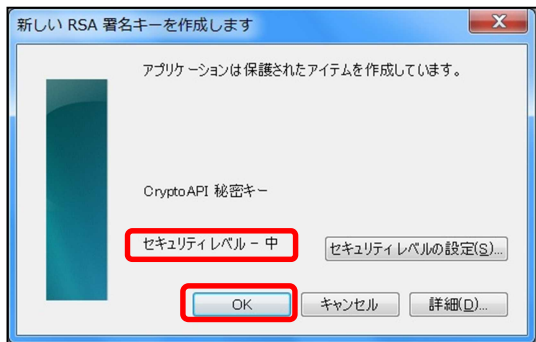 新しい RSA 署名キーを作成します
アプリケーションは保護されたアイテムを作成しています。
CryptoAPI 秘密キー
セキュリティ レベル - 中
セキュリティ レベルの設定(S)...
OK
キャンセル
詳細(D)...